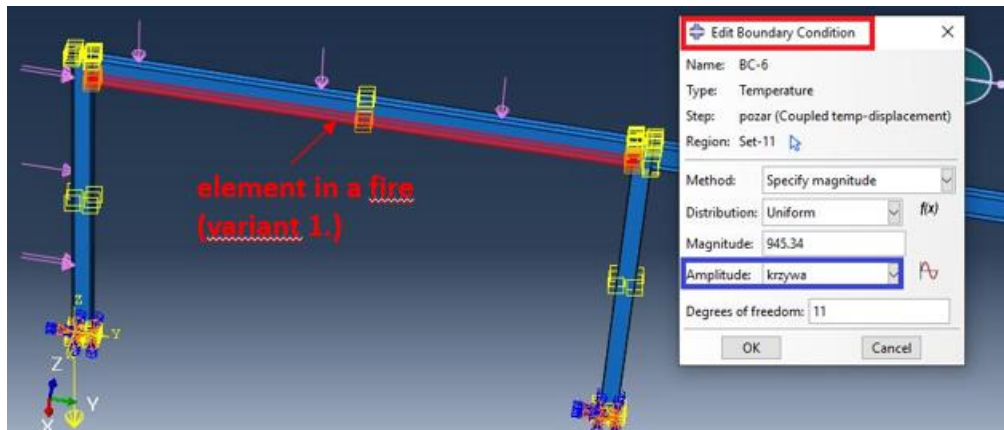 Edit Boundary Condition
Name: BC-6
Type: Temperature
Step: pozar (Coupled temp-displacement)
Region: Set-11
Method: Specify magnitude
Distribution: Uniform f(x)
Magnitude: 945.34
Amplitude: krzywa
Degrees of freedom: 11
OK Cancel
element in a fire
(variant 1.)
z
Y
Z
Y
X